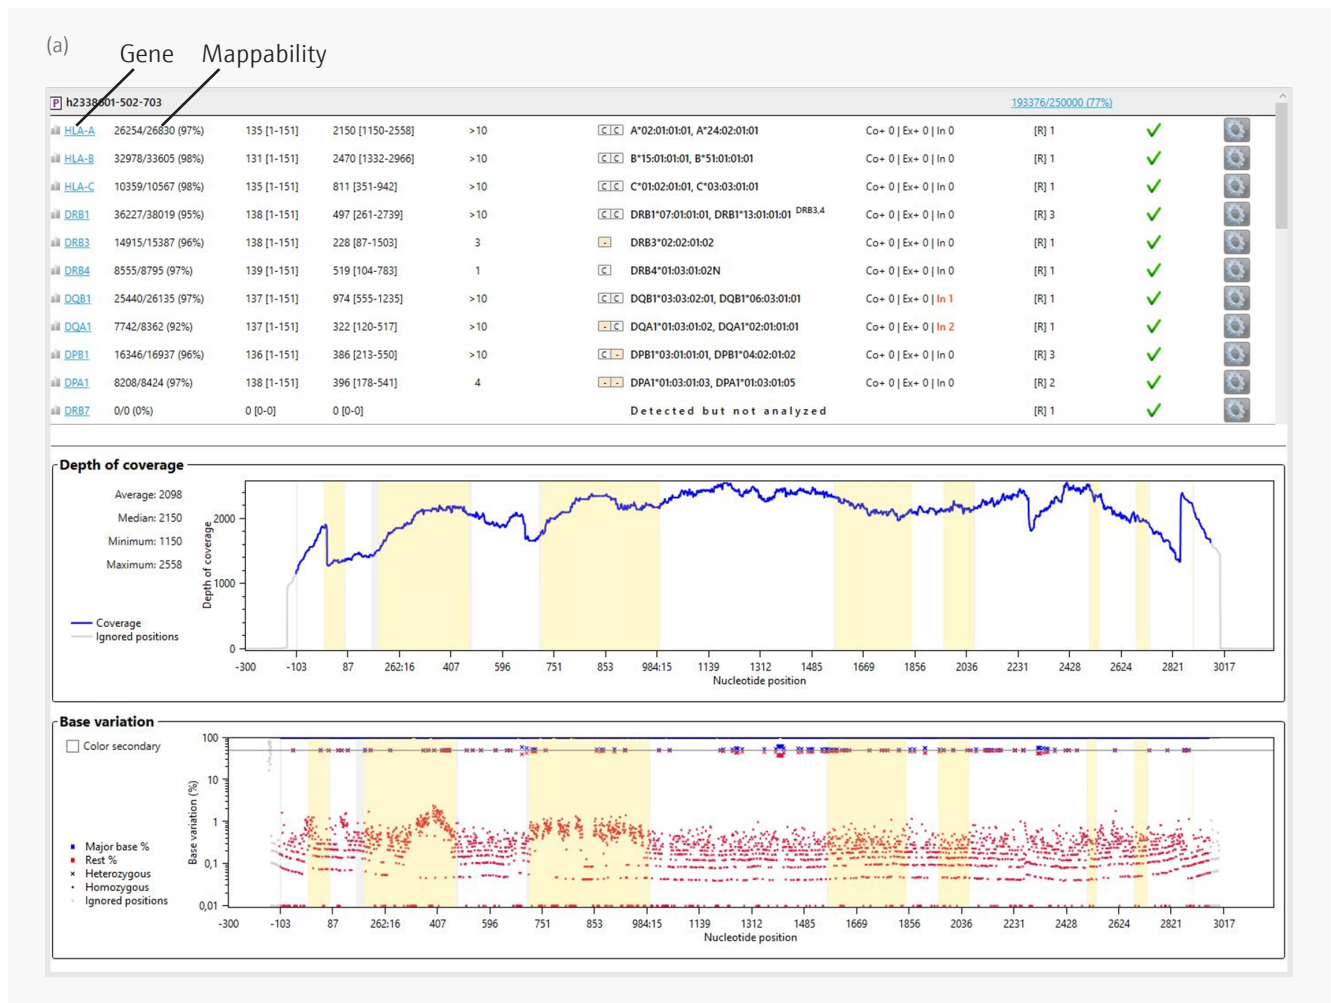 (a)
Gene Mappability
P h2338601-502-703 193376/250000 (77%)
HLA-A 26254/26830 (97%) 135 [1-151] 2150 [1150-2558] >10 C C A*02:01:01:01, A*24:02:01:01 Co+ 0 | Ex+ 0 | In 0 [R] 1
HLA-B 32978/33605 (98%) 131 [1-151] 2470 [1332-2966] >10 C C B*15:01:01:01, B*51:01:01:01 Co+ 0 | Ex+ 0 | In 0 [R] 1
HLA-C 10359/10567 (98%) 135 [1-151] 811 [351-942] >10 C C C*01:02:01:01, C*03:03:01:01 Co+ 0 | Ex+ 0 | In 0 [R] 1
DRB1 36227/38019 (95%) 138 [1-151] 497 [261-2739] >10 C C DRB1*07:01:01:01, DRB1*13:01:01:01 DRB3,4 Co+ 0 | Ex+ 0 | In 0 [R] 3
DRB3 14915/15387 (96%) 138 [1-151] 228 [87-1503] 3 - DRB3*02:02:01:02 Co+ 0 | Ex+ 0 | In 0 [R] 1
DRB4 8555/8795 (97%) 139 [1-151] 519 [104-783] 1 C DRB4*01:03:01:02N Co+ 0 | Ex+ 0 | In 0 [R] 1
DQB1 25440/26135 (97%) 137 [1-151] 974 [555-1235] >10 C C DQB1*03:03:02:01, DQB1*06:03:01:01 Co+ 0 | Ex+ 0 | In 1 [R] 1
DQA1 7742/8362 (92%) 137 [1-151] 322 [120-517] >10 - C DQA1*01:03:01:02, DQA1*02:01:01:01 Co+ 0 | Ex+ 0 | In 2 [R] 1
DPB1 16346/16937 (96%) 136 [1-151] 386 [213-550] >10 C - DPB1*03:01:01:01, DPB1*04:02:01:02 Co+ 0 | Ex+ 0 | In 0 [R] 3
DPA1 8208/8424 (97%) 138 [1-151] 396 [178-541] 4 - - DPA1*01:03:01:03, DPA1*01:03:01:05 Co+ 0 | Ex+ 0 | In 0 [R] 2
DRB7 0/0 (0%) 0 [0-0] 0 [0-0] Detected but not analyzed [R] 1
Depth of coverage
Average: 2098
Median: 2150
Minimum: 1150
Maximum: 2558
Coverage
Ignored positions
Depth of coverage
2000
1000
0
-300 -103 87 262:16 407 596 751 853 984:15 1139 1312 1485 1669 1856 2036 2231 2428 2624 2821 3017
Nucleotide position
Base variation
Color secondary
Major base %
Rest %
Heterozygous
Homozygous
Ignored positions
Base variation (%)
100
10
1
0,1
0,01
-300 -103 87 262:16 407 596 751 853 984:15 1139 1312 1485 1669 1856 2036 2231 2428 2624 2821 3017
Nucleotide position